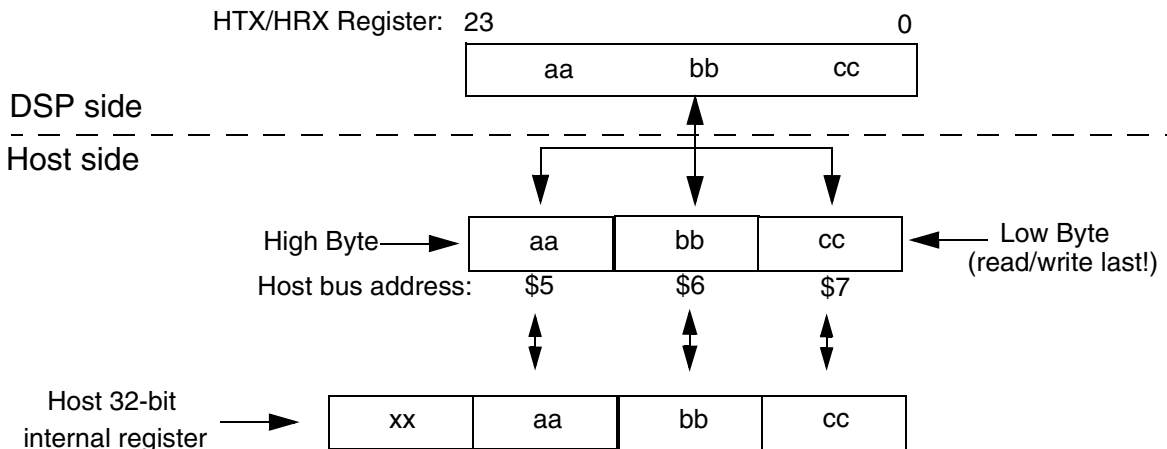 HTX/HRX Register: 23 0
aa bb cc
DSP side
Host side
High Byte aa bb cc Low Byte
(read/write last!)
Host bus address: $5 $6 $7
Host 32-bit
internal register
xx aa bb cc